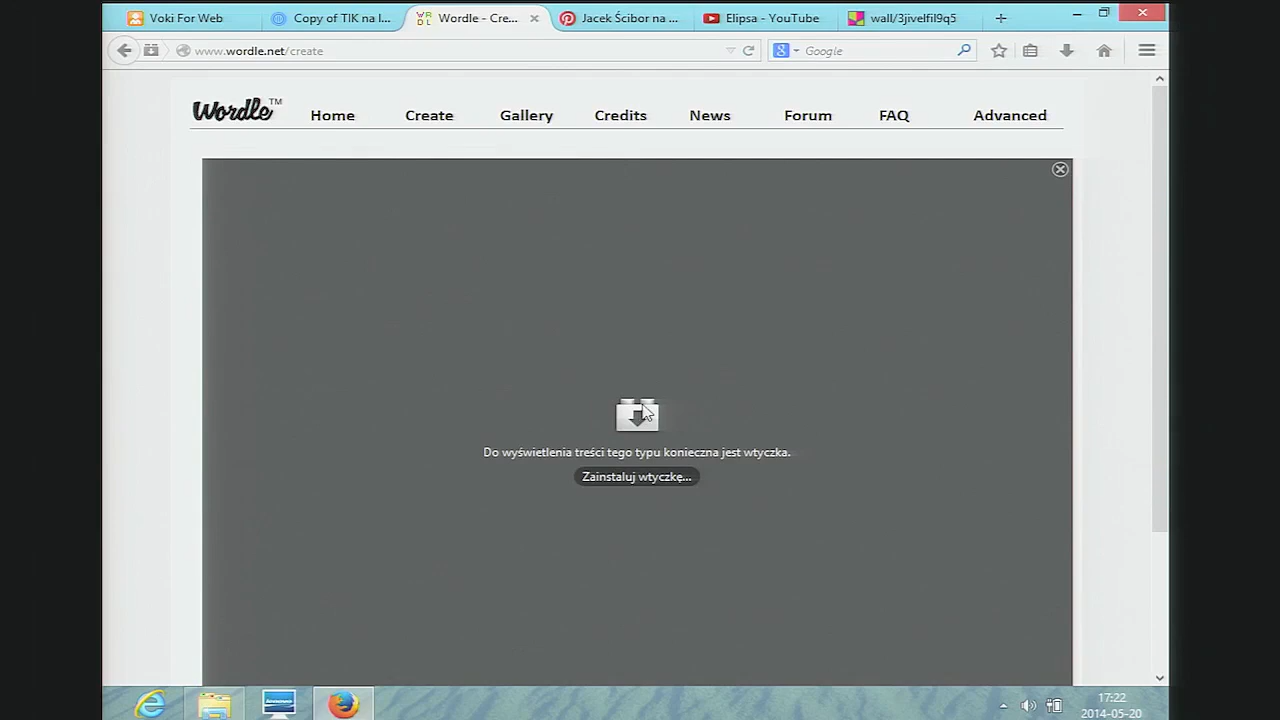 Voki For Web
Copy of TIK na l...
Wordle - Cre...
Jacek Ścibor na ...
Elipsa - YouTube
wall/3jivelfil9q5
www.wordle.net/create
Google
Wordle™
Home
Create
Gallery
Credits
News
Forum
FAQ
Advanced
Do wyświetlenia treści tego typu konieczna jest wtyczka.
Zainstaluj wtyczkę...
17:22
2014-05-20